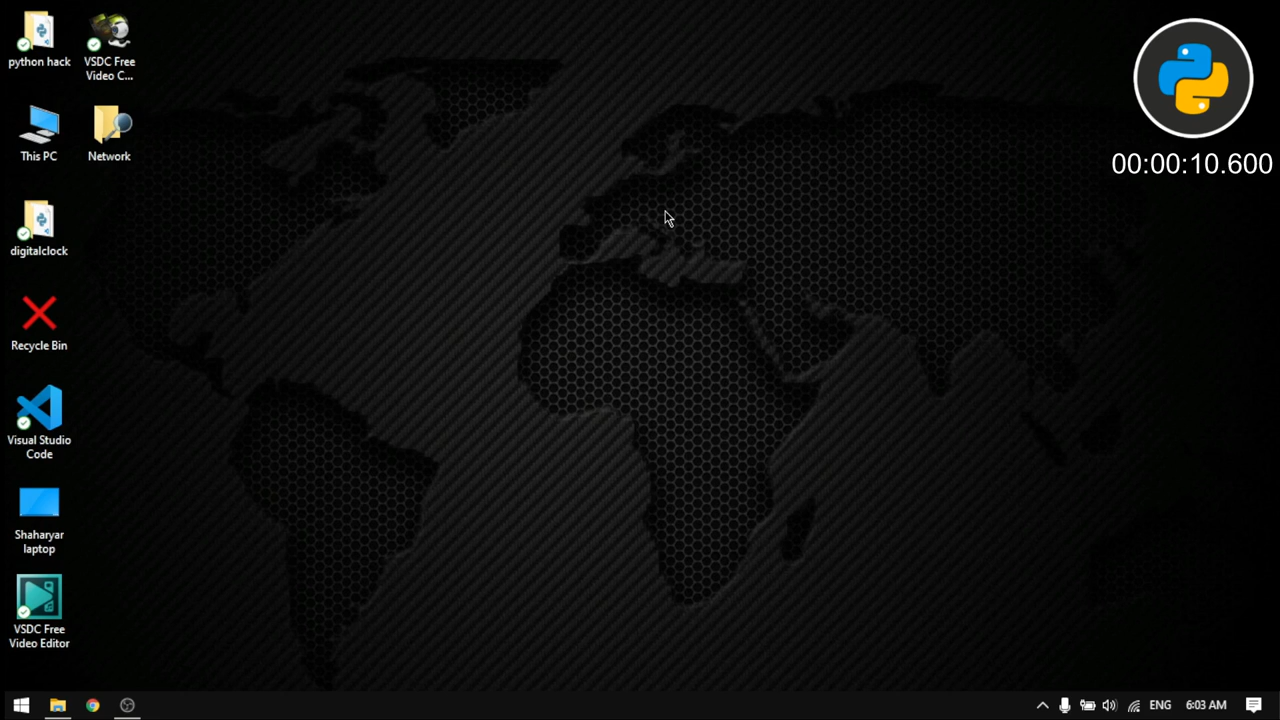 python hack
VSDC Free
Video C...
00:00:10.600
This PC
Network
digitalclock
Recycle Bin
Visual Studio
Code
Shaharyar
laptop
VSDC Free
Video Editor
ENG
6:03 AM